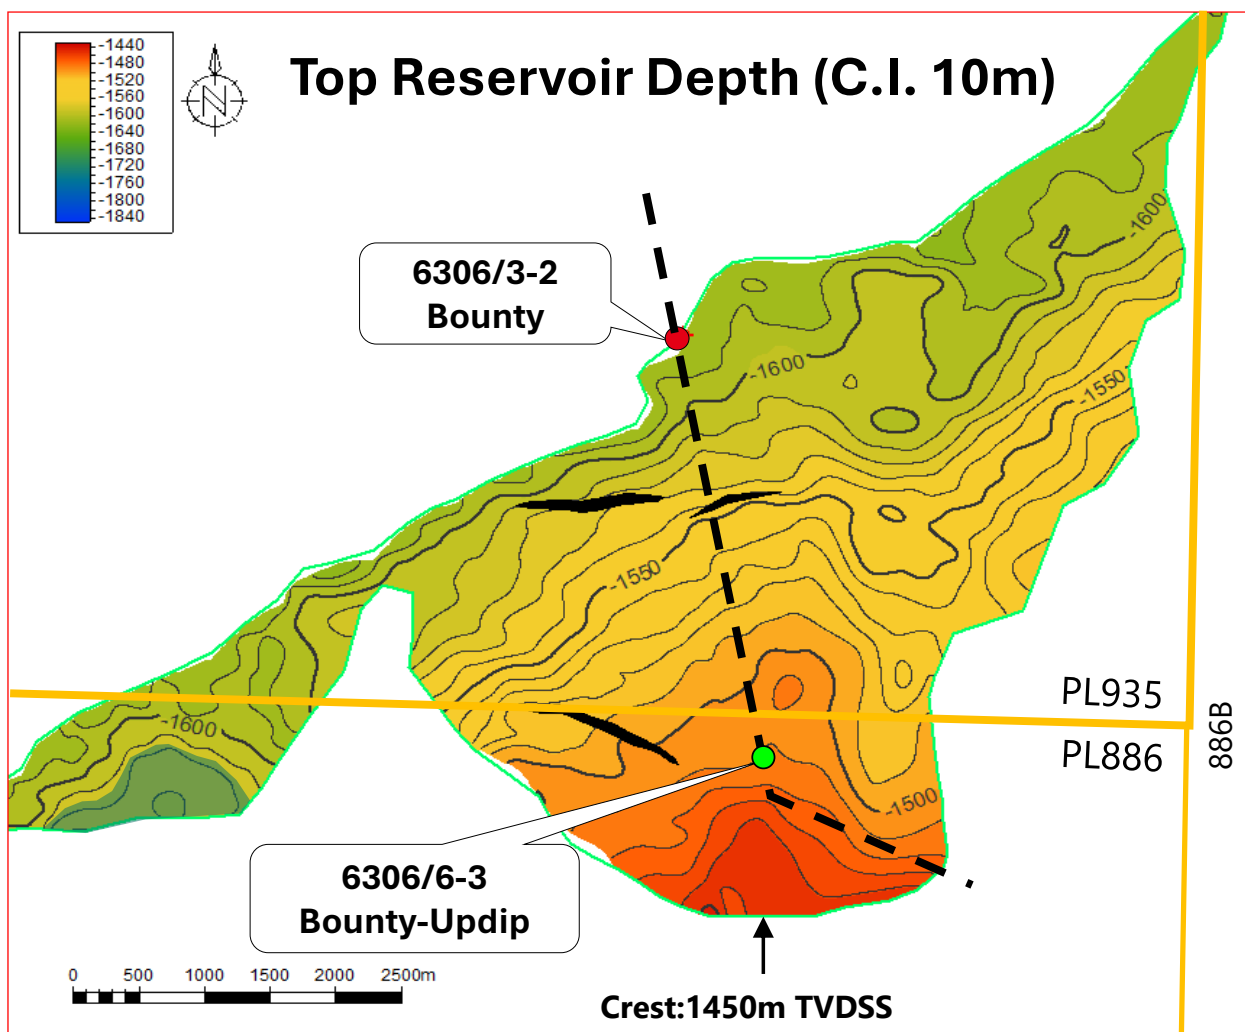 -1440
-1480
-1520
-1560
-1600
-1640
-1680
-1720
-1760
-1800
-1840
N
Top Reservoir Depth (C.I. 10m)
-1600
6306/3-2
Bounty
-1600
-1550
-1550
PL935
-1600
PL886
886B
-1500
6306/6-3
Bounty-Updip
0 500 1000 1500 2000 2500m
Crest:1450m TVDSS